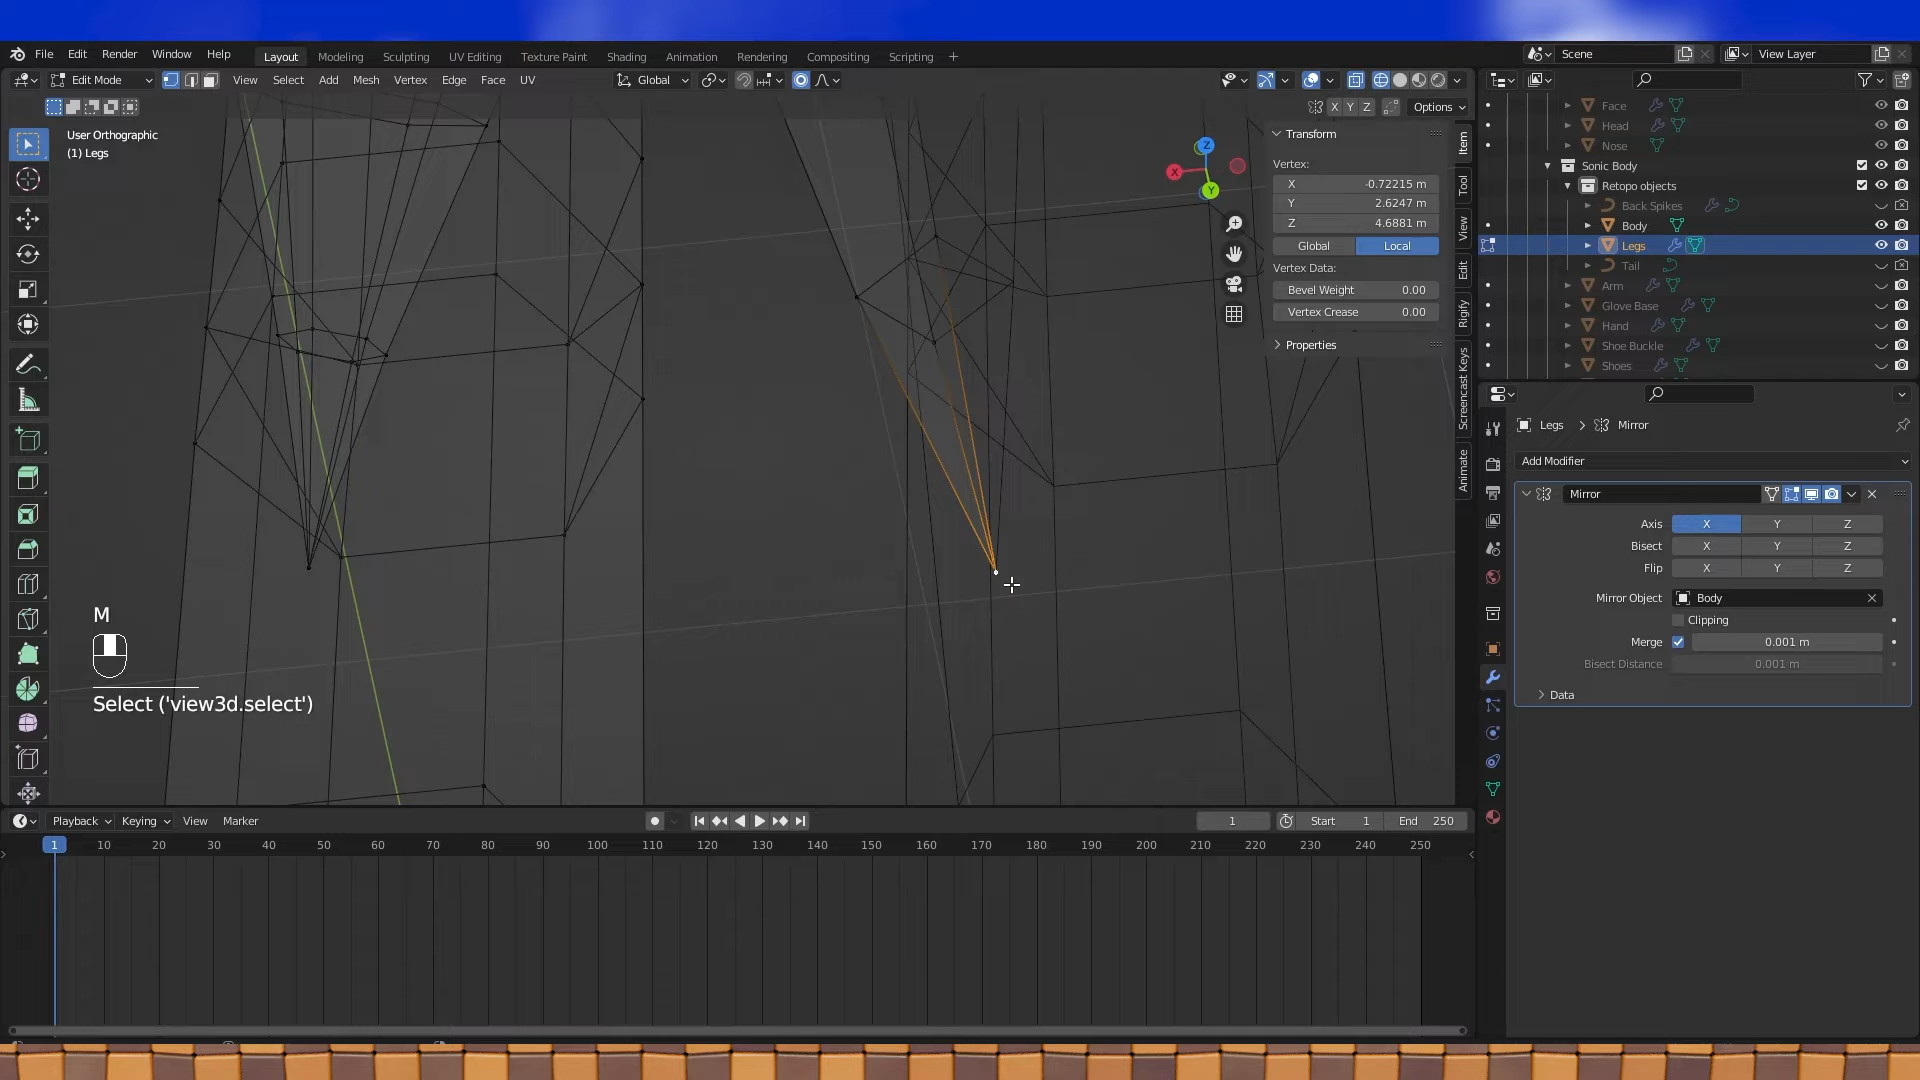 File Edit Render Window Help Layout Modeling Sculpting UV Editing Texture Paint Shading Animation Rendering Compositing Scripting + Scene View Layer
Edit Mode View Select Add Mesh Vertex Edge Face UV Global
X Y Z Options
User Orthographic
(1) Legs
Transform
Vertex:
X -0.72215 m
Y 2.6247 m
Z 4.6881 m
Global Local
Vertex Data:
Bevel Weight 0.00
Vertex Crease 0.00
Properties
Z
X
Y
Item
Tool
View
Edit
Rigify
Screencast Keys
Animate
Face
Head
Nose
Sonic Body
Retopo objects
Back Spikes
Body
Legs
Tail
Arm
Glove Base
Hand
Shoe Buckle
Shoes
Legs > Mirror
Add Modifier
Mirror
Axis X Y Z
Bisect X Y Z
Flip X Y Z
Mirror Object Body
Clipping
Merge 0.001 m
Bisect Distance 0.001 m
Data
M
Select ('view3d.select')
Playback Keying View Marker 1 Start 1 End 250
1 10 20 30 40 50 60 70 80 90 100 110 120 130 140 150 160 170 180 190 200 210 220 230 240 250